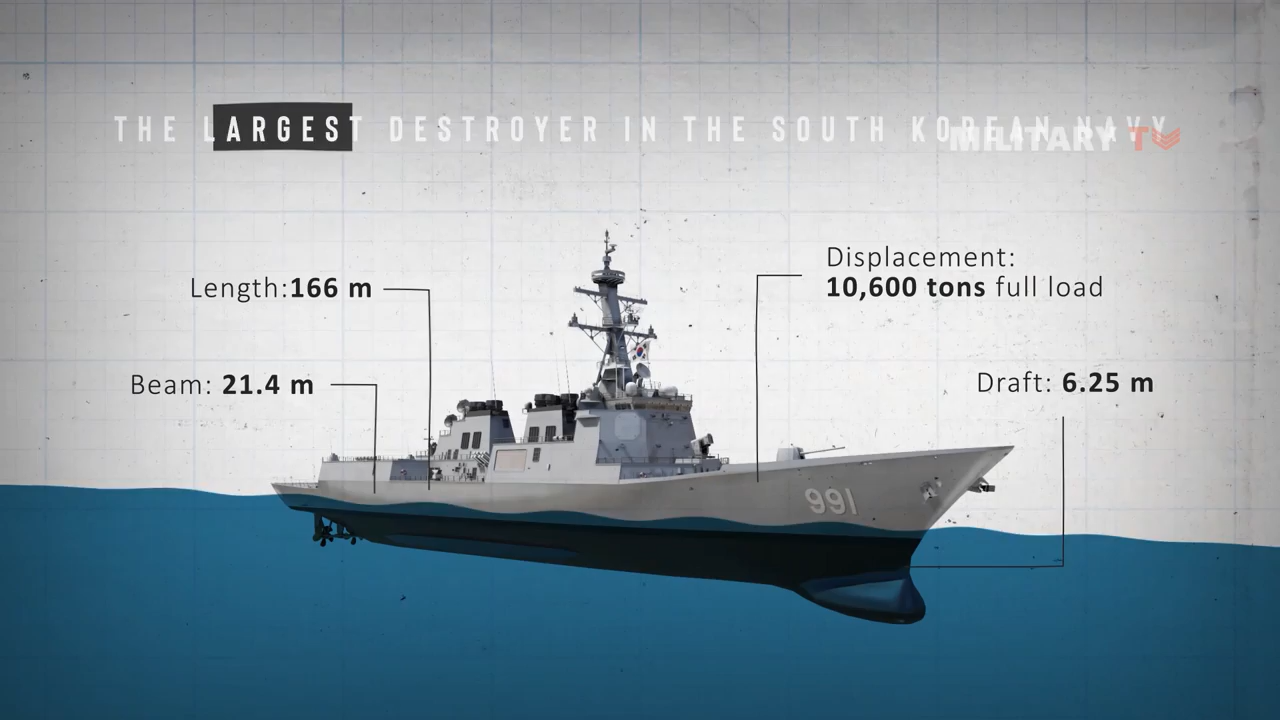 THE LARGEST DESTROYER IN THE SOUTH KOREAN NAVY
MILITARY TV
Displacement:
Length:166 m
10,600 tons full load
Beam: 21.4 m
Draft: 6.25 m
991